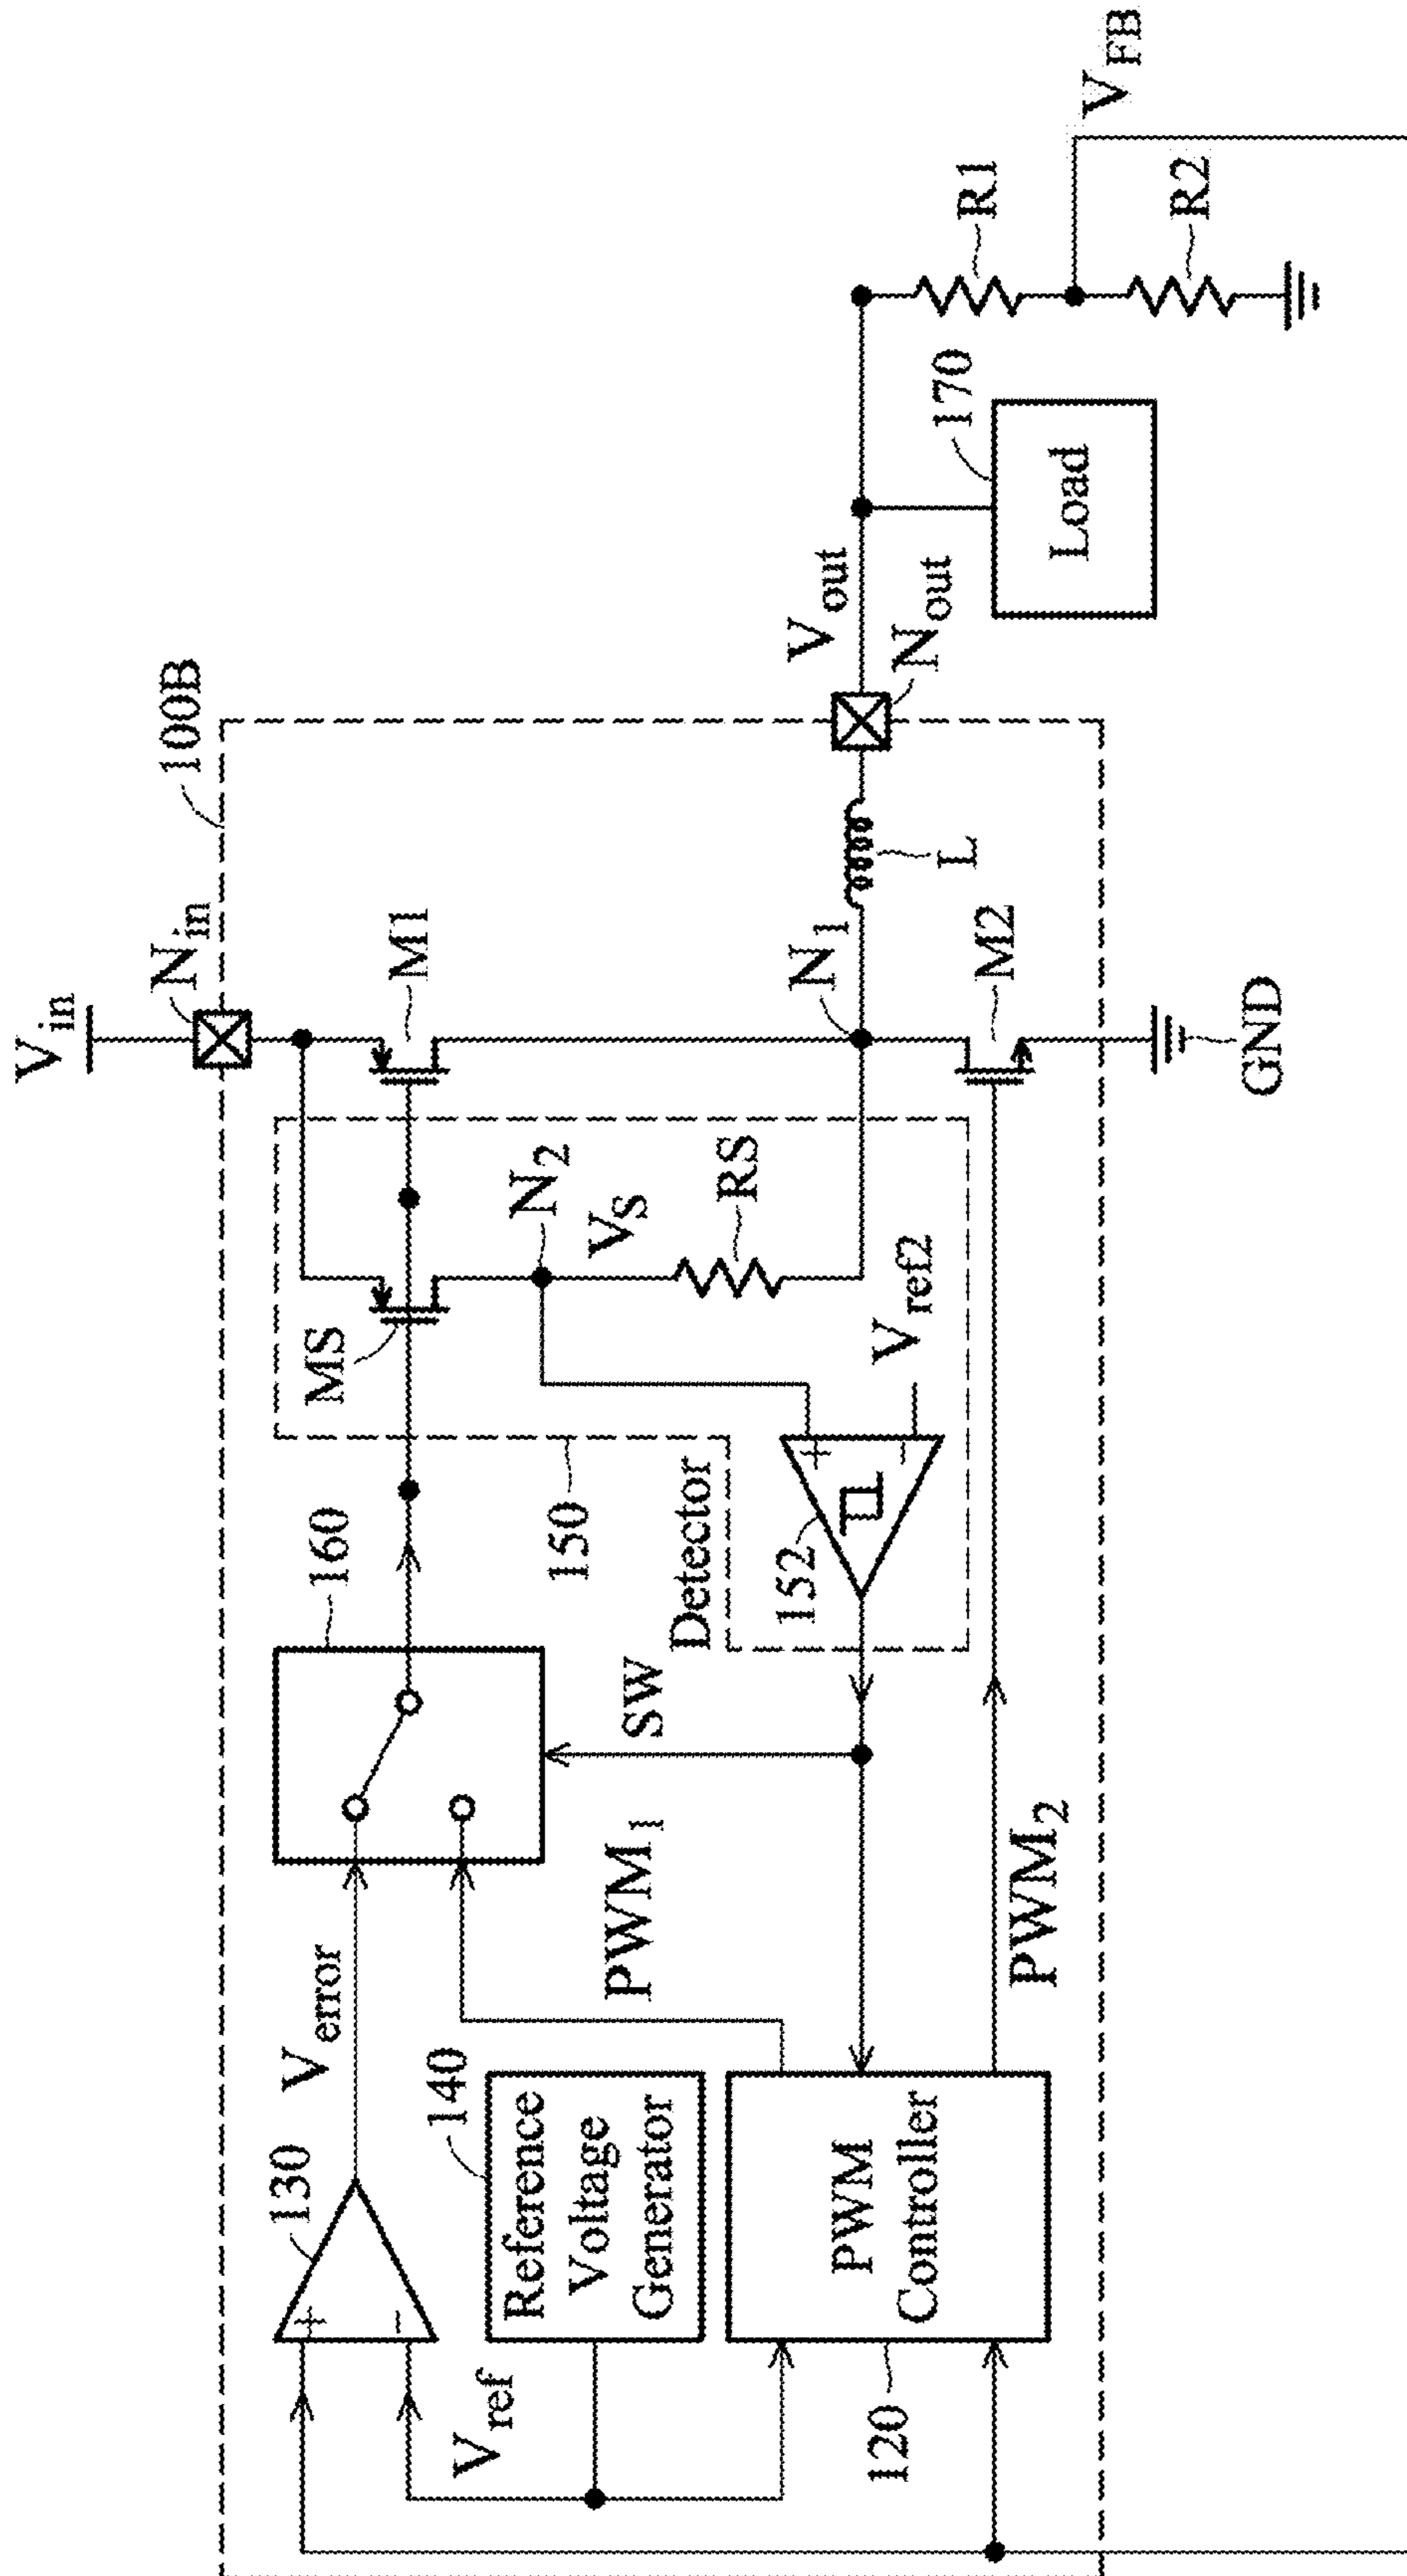 V_in
N_in
100B
130
V_error
160
MS
M1
V_ref
140
Reference
Voltage
Generator
PWM_1
SW
150
Detector
N_2
V_S
RS
N_1
V_out
N_out
L
152
+
−
V_ref2
170
Load
R1
R2
V_FB
120
PWM
Controller
PWM_2
M2
GND
+
−